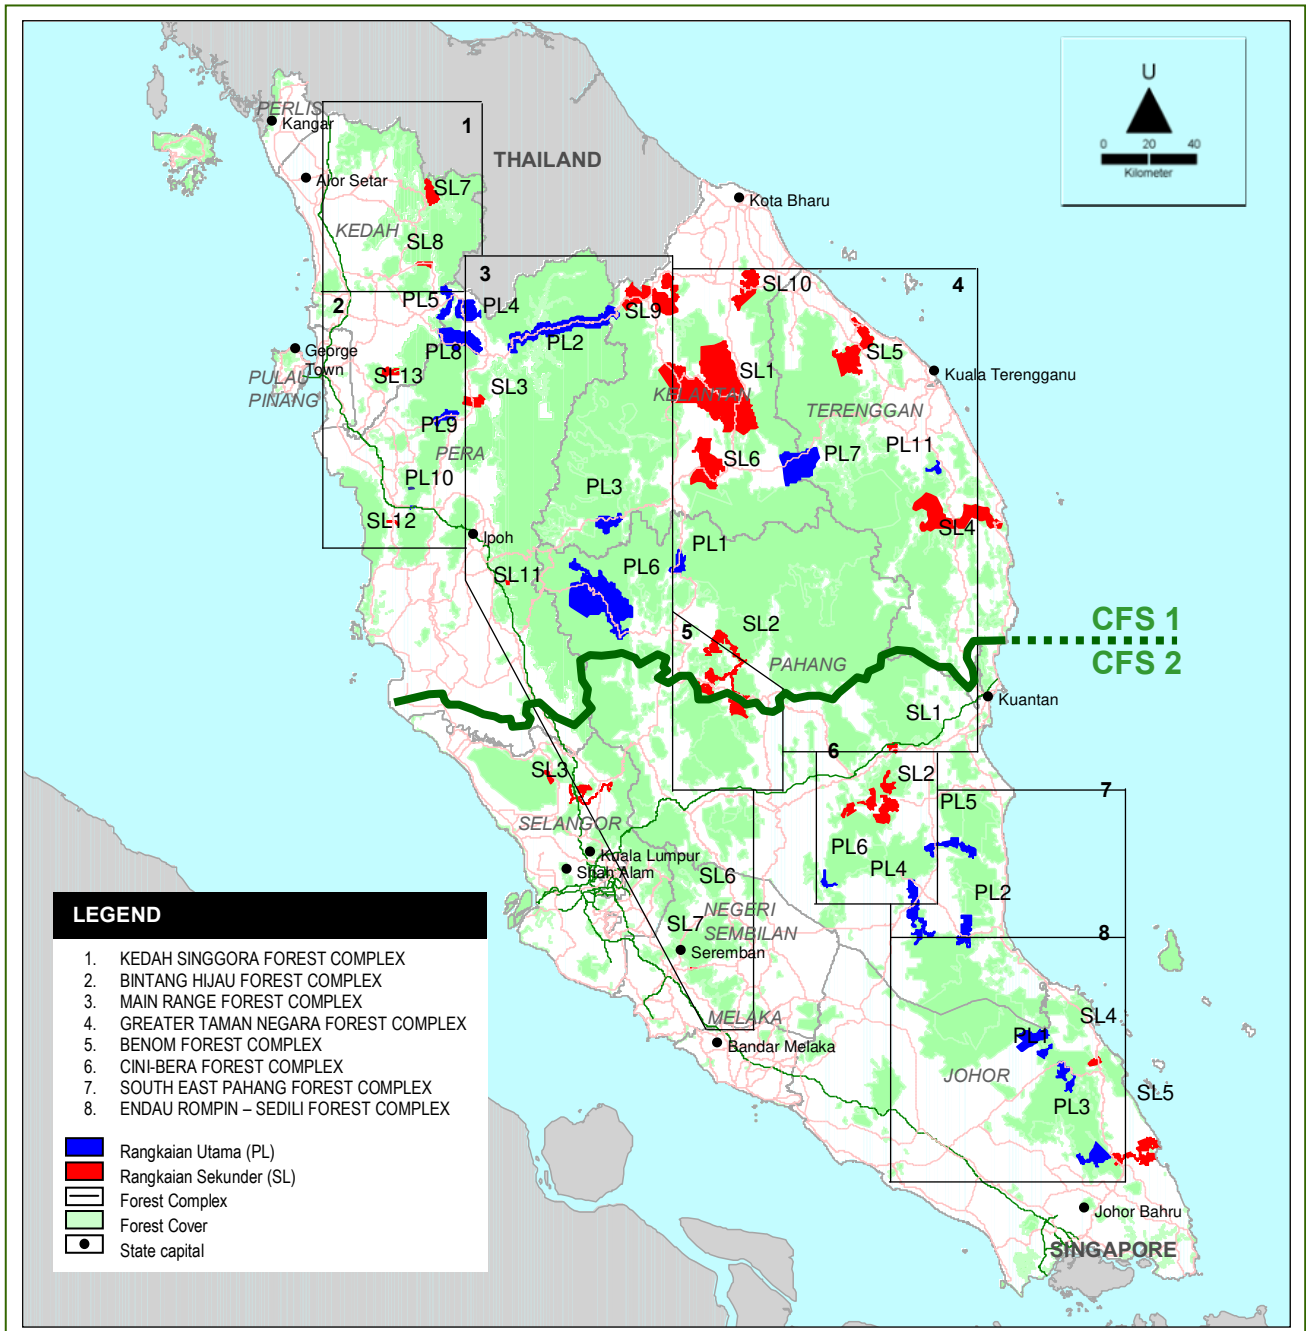 U
0 20 40
Kilometer
PERLIS
Kangar
1
THAILAND
Alor Setar
SL7
Kota Bharu
KEDAH
SL8
3
SL10
4
2
PL5
PL4
SL9
PL2
George
Town
PL8
SL5
SL1
Kuala Terengganu
PULAU
PINANG
SL13
SL3
KELANTAN
TERENGGAN
PL9
PERA
SL6
PL7
PL11
PL10
PL3
SL12
Ipoh
SL4
PL1
SL11
PL6
5
SL2
CFS 1
CFS 2
PAHANG
Kuantan
SL1
6
SL3
SL2
7
PL5
SELANGOR
Kuala Lumpur
Shah Alam
PL6
PL4
SL6
PL2
NEGERI
SEMBILAN
SL7
Seremban
8
MELAKA
Bandar Melaka
SL4
PL1
JOHOR
SL5
PL3
Johor Bahru
SINGAPORE
LEGEND
1. KEDAH SINGGORA FOREST COMPLEX
2. BINTANG HIJAU FOREST COMPLEX
3. MAIN RANGE FOREST COMPLEX
4. GREATER TAMAN NEGARA FOREST COMPLEX
5. BENOM FOREST COMPLEX
6. CINI-BERA FOREST COMPLEX
7. SOUTH EAST PAHANG FOREST COMPLEX
8. ENDAU ROMPIN – SEDILI FOREST COMPLEX
Rangkaian Utama (PL)
Rangkaian Sekunder (SL)
Forest Complex
Forest Cover
State capital